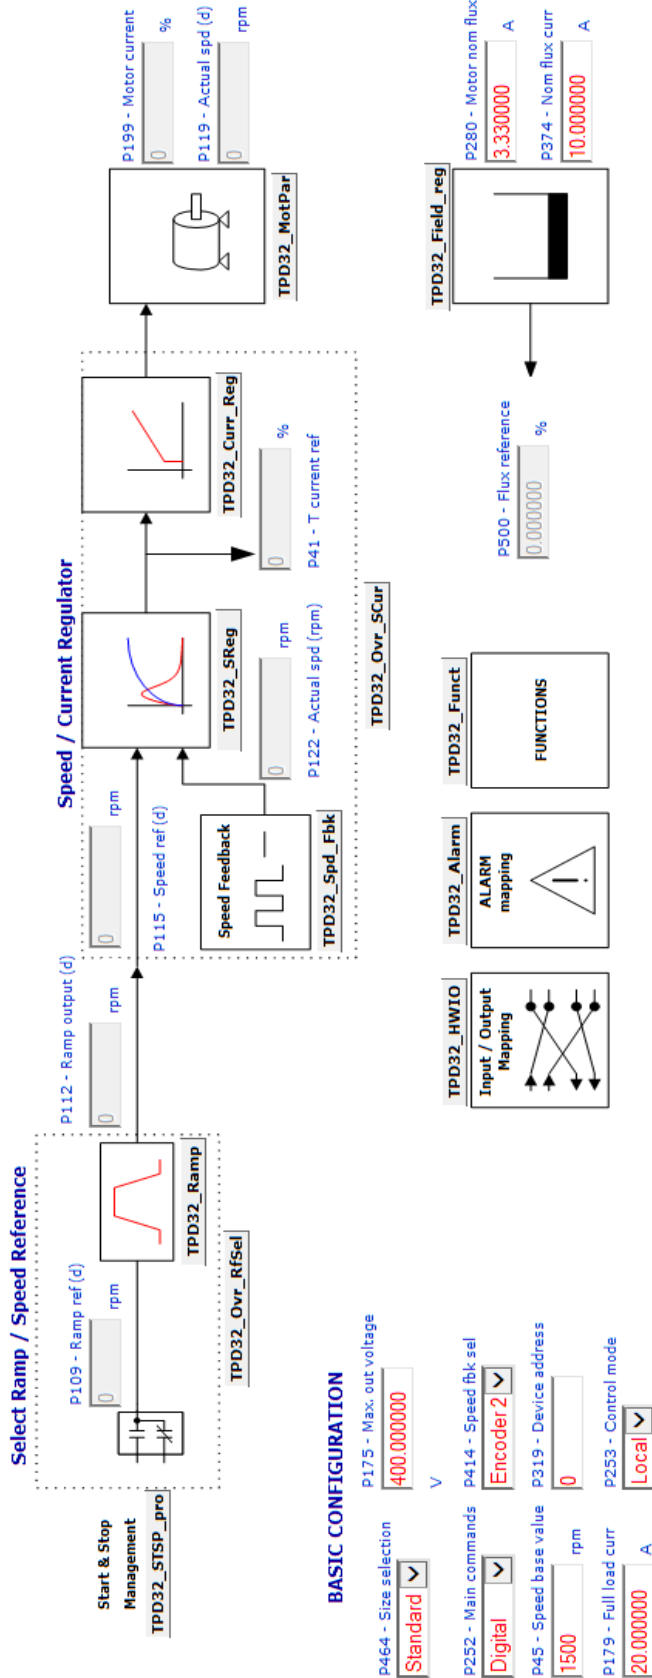 Select Ramp / Speed Reference
Start & Stop
Management
TPD32_STSP_pro
P109 - Ramp ref (d)
0
rpm
TPD32_Ramp
TPD32_Ovr_RfSel
P112 - Ramp output (d)
0
rpm
Speed / Current Regulator
0
rpm
P115 - Speed ref (d)
Speed Feedback
TPD32_Spd_Fbk
TPD32_SReg
0
rpm
P122 - Actual spd (rpm)
TPD32_Curr_Reg
0
%
P41 - T current ref
TPD32_Ovr_SCur
P199 - Motor current
0
%
P119 - Actual spd (d)
0
rpm
TPD32_MotPar
BASIC CONFIGURATION
P464 - Size selection
Standard
P175 - Max. out voltage
400.000000
V
P252 - Main commands
Digital
P414 - Speed fbk sel
Encoder 2
P45 - Speed base value
1500
rpm
P319 - Device address
0
P179 - Full load curr
20.000000
A
P253 - Control mode
Local
TPD32_HWIO
Input / Output
Mapping
TPD32_Alarm
ALARM
mapping
TPD32_Funct
FUNCTIONS
P500 - Flux reference
0.000000
%
TPD32_Field_reg
P280 - Motor nom flux
3.330000
A
P374 - Nom flux curr
10.000000
A